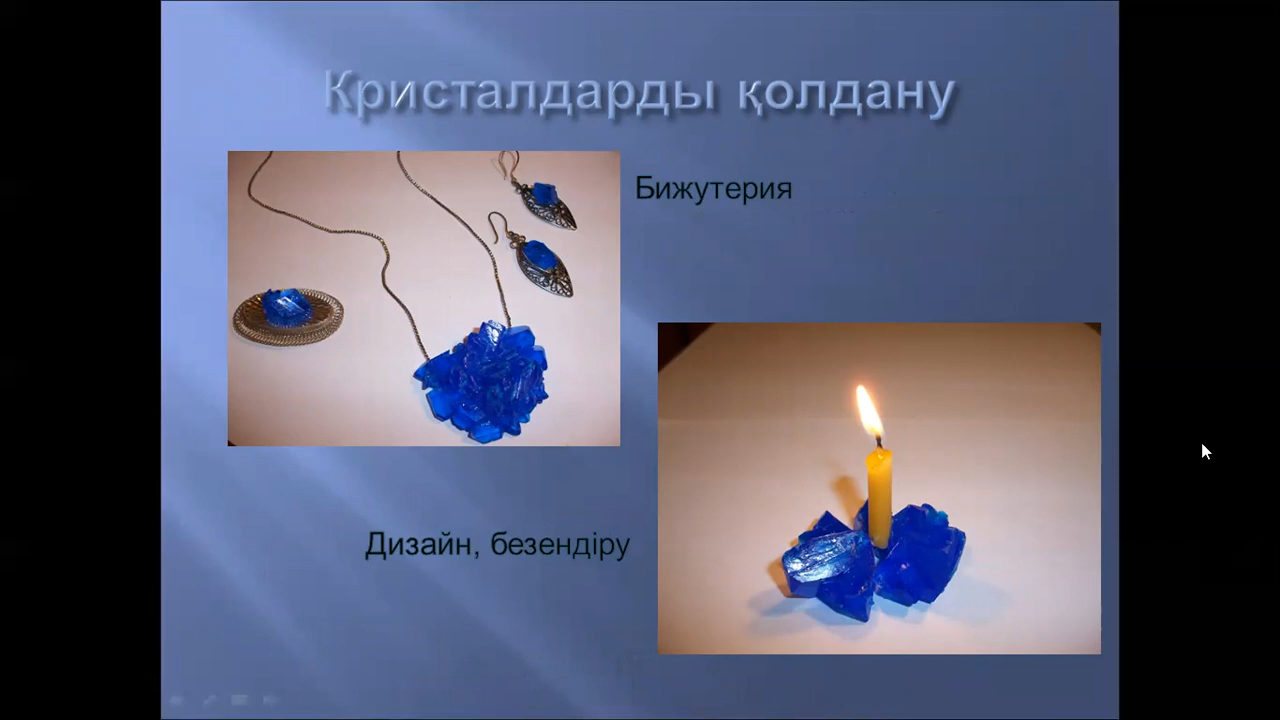 Кристалдарды қолдану
Бижутерия
Дизайн, безендіру